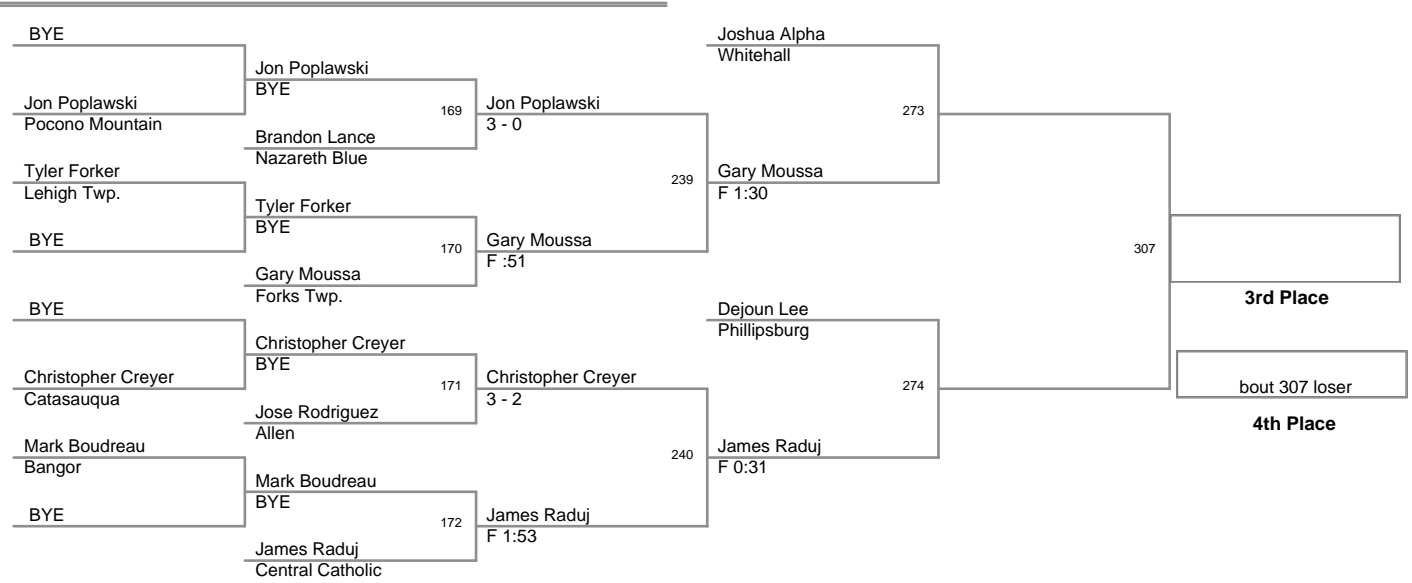 BYE
Jon Poplawski
Pocono Mountain
Tyler Forker
Lehigh Twp.
BYE
BYE
Christopher Creyer
Catasauqua
Mark Boudreau
Bangor
BYE
Jon Poplawski
BYE
169
Brandon Lance
Nazareth Blue
Tyler Forker
BYE
170
Gary Moussa
Forks Twp.
Christopher Creyer
BYE
171
Jose Rodriguez
Allen
Mark Boudreau
BYE
172
James Raduj
Central Catholic
Jon Poplawski
3 - 0
239
Gary Moussa
F :51
Christopher Creyer
3 - 2
240
James Raduj
F 1:53
Joshua Alpha
Whitehall
273
Gary Moussa
F 1:30
Dejoun Lee
Phillipsburg
274
James Raduj
F 0:31
307
3rd Place
bout 307 loser
4th Place